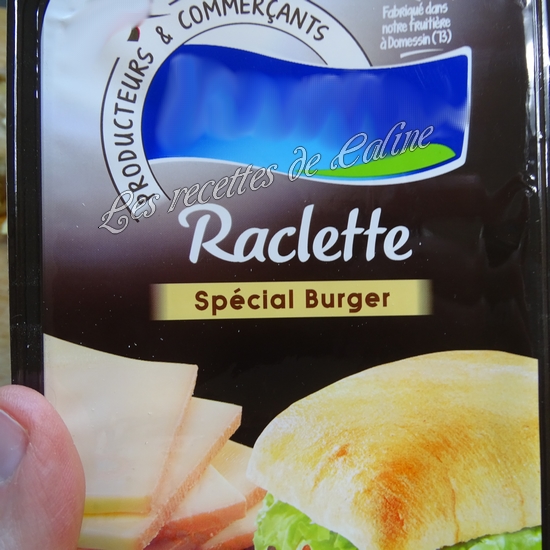 PRODUCTEURS & COMMERÇANTS
Fabriqué dans
notre fruitière
à Domessin (73)
Les recettes de Caline
Raclette
Spécial Burger